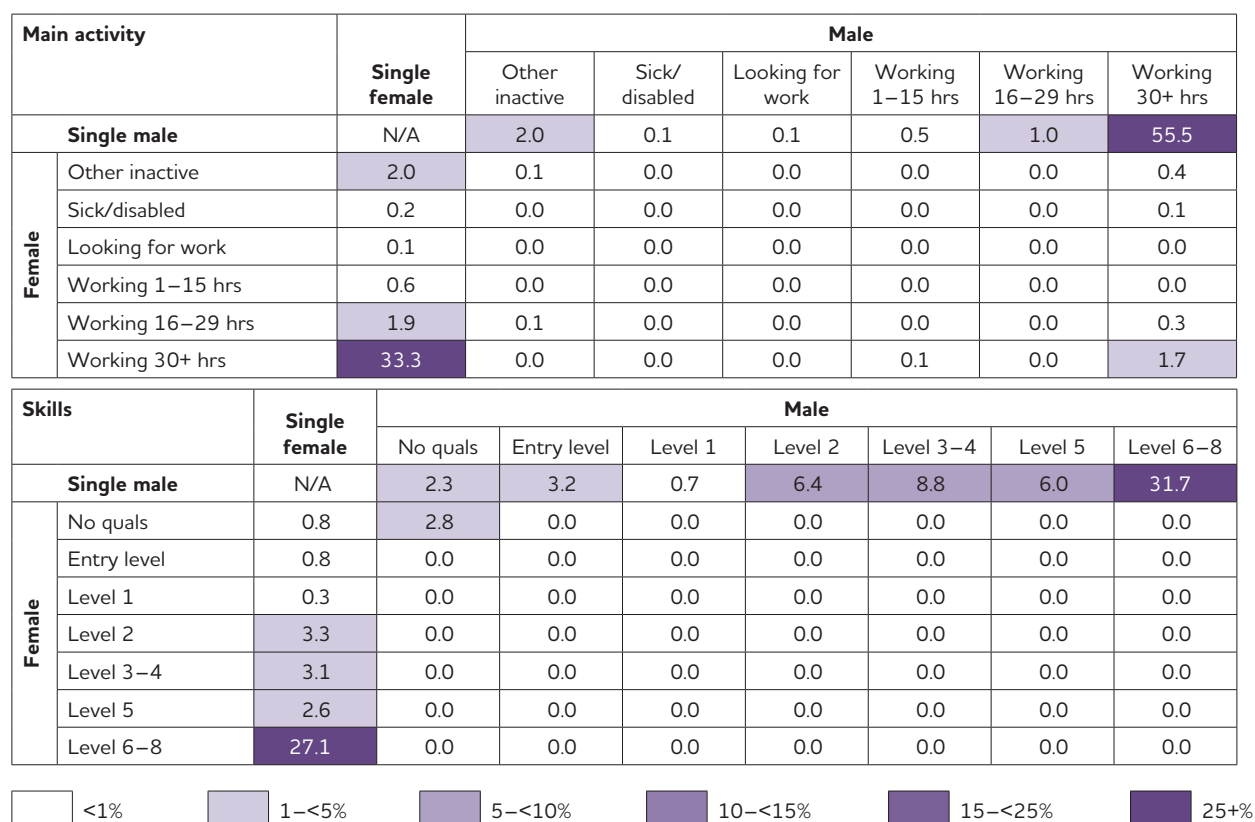 Main activity Single female Male
Other inactive Sick/ disabled Looking for work Working 1–15 hrs Working 16–29 hrs Working 30+ hrs
Single male N/A 2.0 0.1 0.1 0.5 1.0 55.5
Female
Other inactive 2.0 0.1 0.0 0.0 0.0 0.0 0.4
Sick/disabled 0.2 0.0 0.0 0.0 0.0 0.0 0.1
Looking for work 0.1 0.0 0.0 0.0 0.0 0.0 0.0
Working 1–15 hrs 0.6 0.0 0.0 0.0 0.0 0.0 0.0
Working 16–29 hrs 1.9 0.1 0.0 0.0 0.0 0.0 0.3
Working 30+ hrs 33.3 0.0 0.0 0.0 0.1 0.0 1.7
Skills Single female Male
No quals Entry level Level 1 Level 2 Level 3–4 Level 5 Level 6–8
Single male N/A 2.3 3.2 0.7 6.4 8.8 6.0 31.7
Female
No quals 0.8 2.8 0.0 0.0 0.0 0.0 0.0 0.0
Entry level 0.8 0.0 0.0 0.0 0.0 0.0 0.0 0.0
Level 1 0.3 0.0 0.0 0.0 0.0 0.0 0.0 0.0
Level 2 3.3 0.0 0.0 0.0 0.0 0.0 0.0 0.0
Level 3–4 3.1 0.0 0.0 0.0 0.0 0.0 0.0 0.0
Level 5 2.6 0.0 0.0 0.0 0.0 0.0 0.0 0.0
Level 6–8 27.1 0.0 0.0 0.0 0.0 0.0 0.0 0.0
<1% 1–<5% 5–<10% 10–<15% 15–<25% 25+%